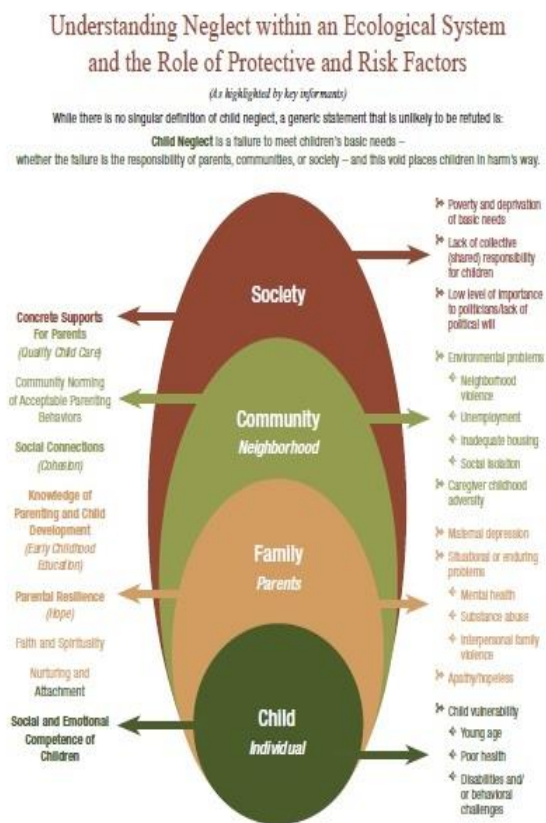 Understanding Neglect within an Ecological System
and the Role of Protective and Risk Factors
(As highlighted by key informants)
While there is no singular definition of child neglect, a generic statement that is unlikely to be refuted is:
Child Neglect is a failure to meet children's basic needs –
whether the failure is the responsibility of parents, communities, or society – and this void places children in harm's way.
Society
Community
Neighborhood
Family
Parents
Child
Individual
Concrete Supports
For Parents
(Quality Child Care)
Community Norming
of Acceptable Parenting
Behaviors
Social Connections
(Cohesion)
Knowledge of
Parenting and Child
Development
(Early Childhood
Education)
Parental Resilience
(Hope)
Faith and Spirituality
Nurturing and
Attachment
Social and Emotional
Competence of
Children
Poverty and deprivation
of basic needs
Lack of collective
(shared) responsibility
for children
Low level of importance
to politicians/lack of
political will
Environmental problems
Neighborhood
violence
Unemployment
Inadequate housing
Social isolation
Caregiver childhood
adversity
Maternal depression
Situational or enduring
problems
Mental health
Substance abuse
Interpersonal family
violence
Apathy/hopeless
Child vulnerability
Young age
Poor health
Disabilities and/
or behavioral
challenges